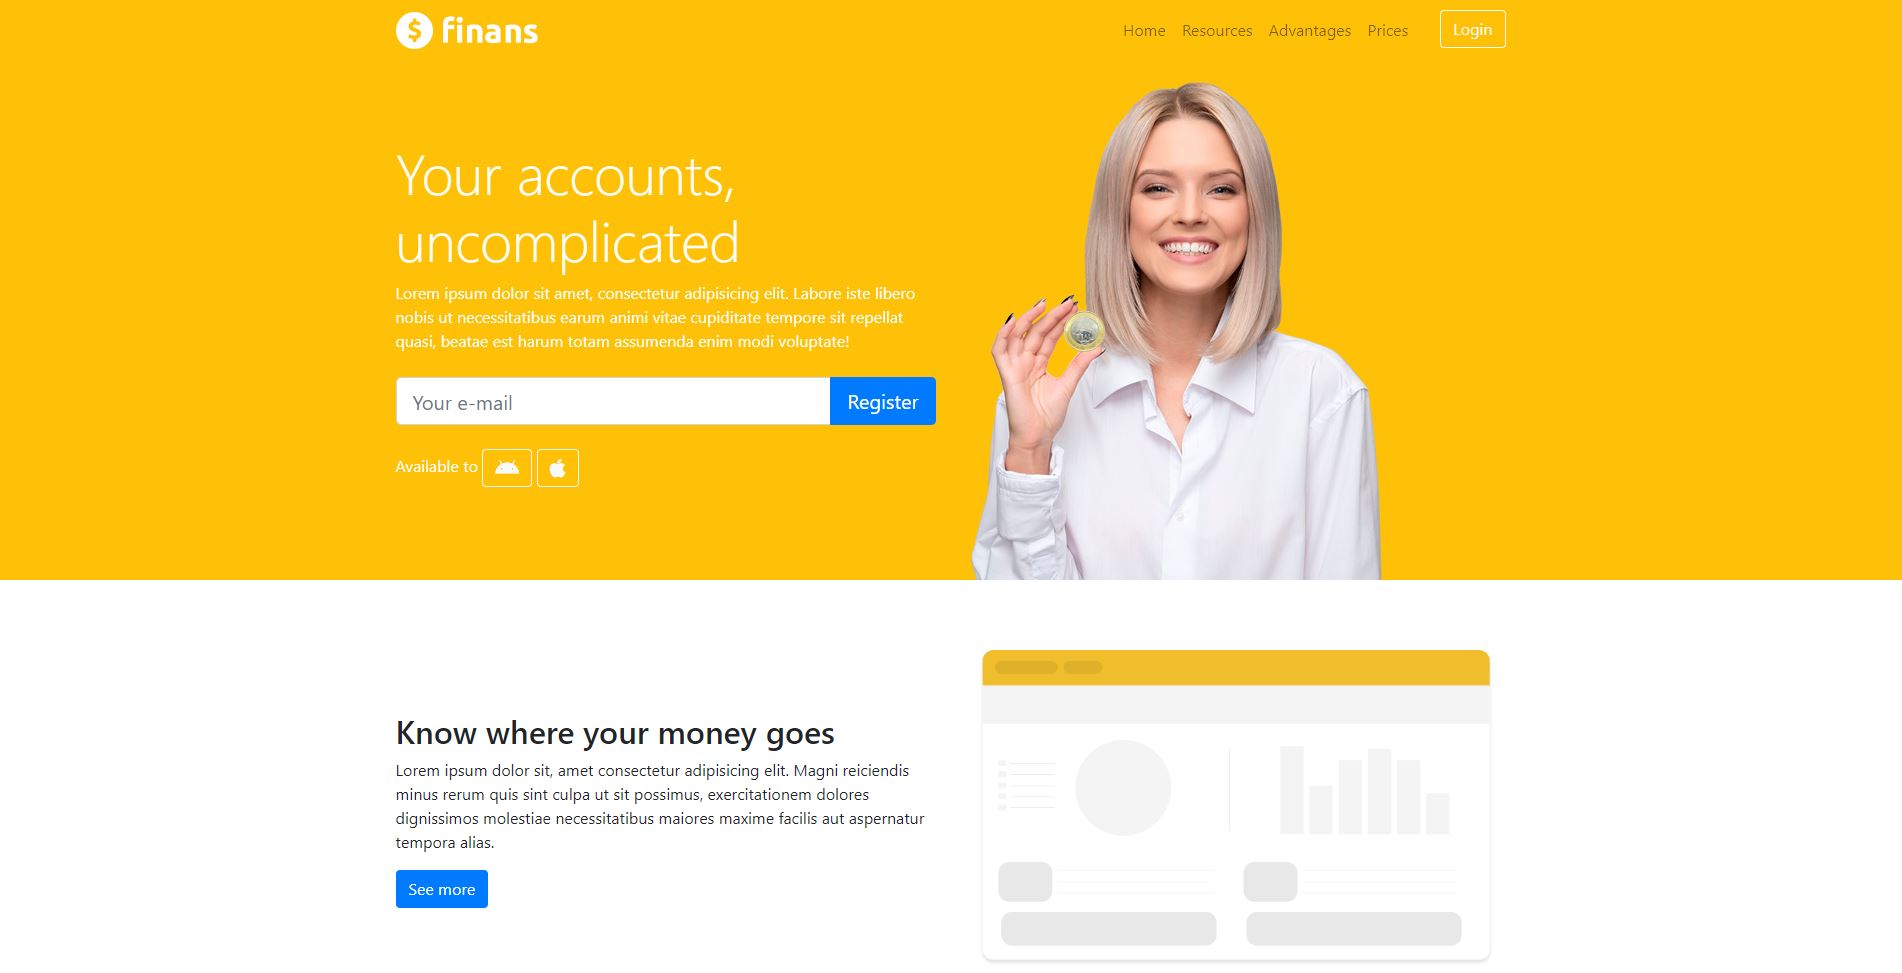 finans
Home Resources Advantages Prices Login
Your accounts,
uncomplicated
Lorem ipsum dolor sit amet, consectetur adipisicing elit. Labore iste libero
nobis ut necessitatibus earum animi vitae cupiditate tempore sit repellat
quasi, beatae est harum totam assumenda enim modi voluptate!
Your e-mail Register
Available to
Know where your money goes
Lorem ipsum dolor sit, amet consectetur adipisicing elit. Magni reiciendis
minus rerum quis sint culpa ut sit possimus, exercitationem dolores
dignissimos molestiae necessitatibus maiores maxime facilis aut aspernatur
tempora alias.
See more